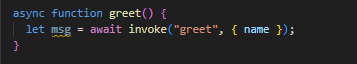 async function greet() {
  let msg = await invoke("greet", { name });
}